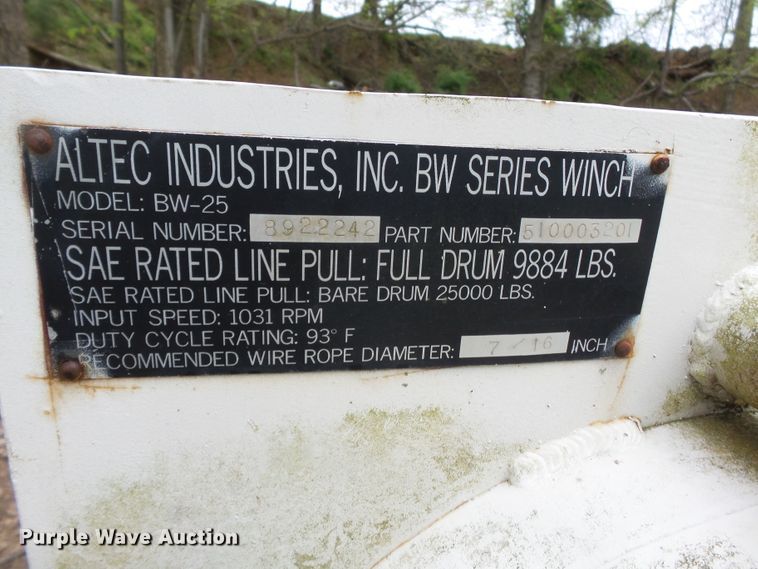 ALTEC INDUSTRIES, INC. BW SERIES WINCH
MODEL: BW-25
SERIAL NUMBER: 8922242 PART NUMBER: 510003201
SAE RATED LINE PULL: FULL DRUM 9884 LBS.
SAE RATED LINE PULL: BARE DRUM 25000 LBS.
INPUT SPEED: 1031 RPM
DUTY CYCLE RATING: 93° F
RECOMMENDED WIRE ROPE DIAMETER: 7/16 INCH
Purple Wave Auction